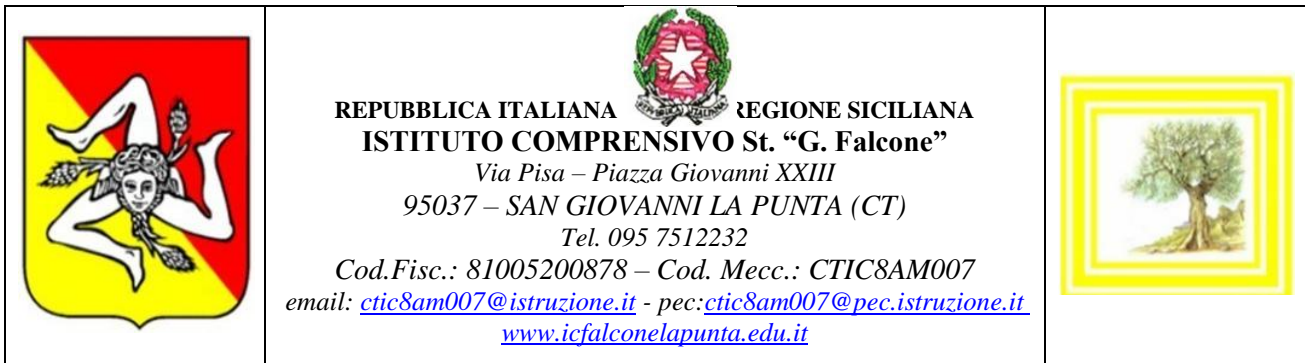 REPUBBLICA ITALIANA REGIONE SICILIANA
ISTITUTO COMPRENSIVO St. “G. Falcone”
Via Pisa – Piazza Giovanni XXIII
95037 – SAN GIOVANNI LA PUNTA (CT)
Tel. 095 7512232
Cod.Fisc.: 81005200878 – Cod. Mecc.: CTIC8AM007
email: ctic8am007@istruzione.it - pec:ctic8am007@pec.istruzione.it
www.icfalconelapunta.edu.it